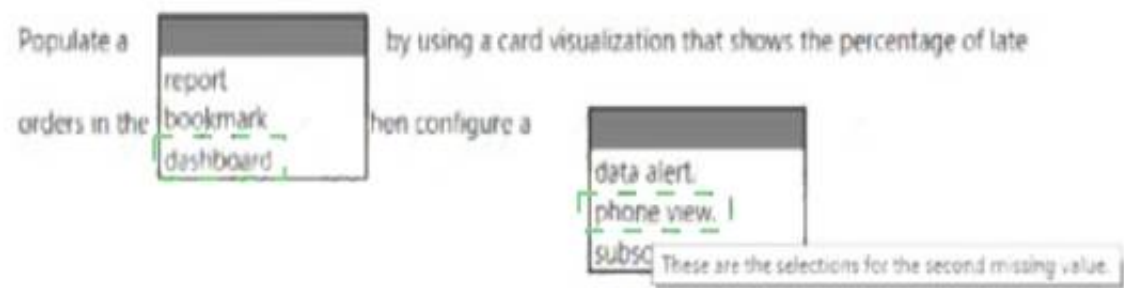 Populate a by using a card visualization that shows the percentage of late
report
orders in the bookmark hen configure a
dashboard
data alert.
phone view.
subsc
These are the selections for the second missing value.